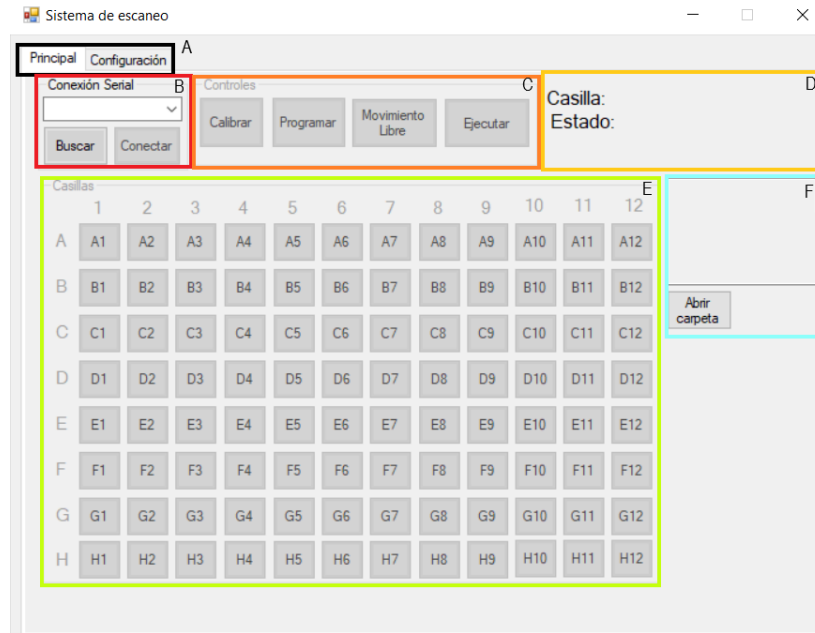 Sistema de escaneo
Principal Configuración A
Conexión Serial B Controles C D
Buscar Conectar
Calibrar Programar Movimiento Libre Ejecutar
Casilla:
Estado:
Casillas E F
1 2 3 4 5 6 7 8 9 10 11 12
A A1 A2 A3 A4 A5 A6 A7 A8 A9 A10 A11 A12
B B1 B2 B3 B4 B5 B6 B7 B8 B9 B10 B11 B12
Abrir
carpeta
C C1 C2 C3 C4 C5 C6 C7 C8 C9 C10 C11 C12
D D1 D2 D3 D4 D5 D6 D7 D8 D9 D10 D11 D12
E E1 E2 E3 E4 E5 E6 E7 E8 E9 E10 E11 E12
F F1 F2 F3 F4 F5 F6 F7 F8 F9 F10 F11 F12
G G1 G2 G3 G4 G5 G6 G7 G8 G9 G10 G11 G12
H H1 H2 H3 H4 H5 H6 H7 H8 H9 H10 H11 H12